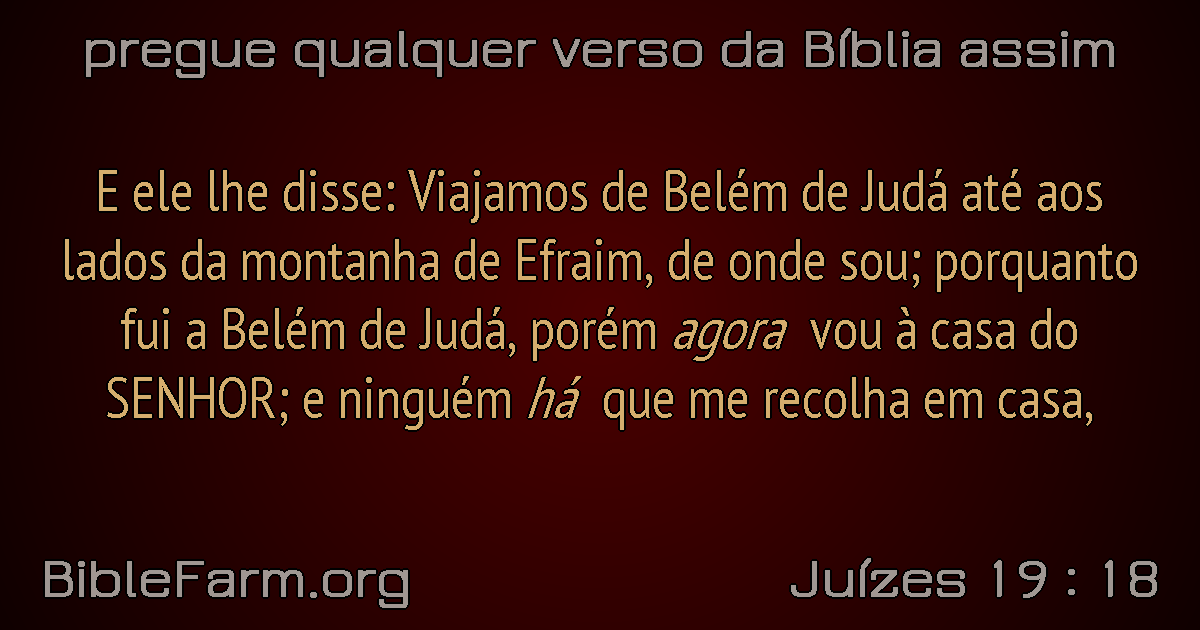 pregue qualquer verso da Bíblia assim
E ele lhe disse: Viajamos de Belém de Judá até aos
lados da montanha de Efraim, de onde sou; porquanto
fui a Belém de Judá, porém agora vou à casa do
SENHOR; e ninguém há que me recolha em casa,
BibleFarm.org
Juízes 19 : 18